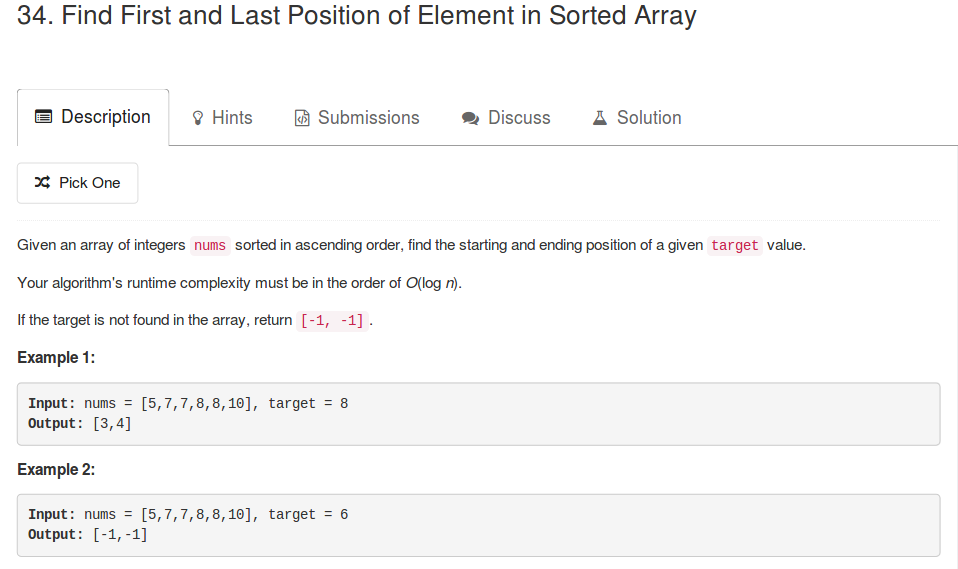 34. Find First and Last Position of Element in Sorted Array
Description
Hints
Submissions
Discuss
Solution
Pick One
Given an array of integers nums sorted in ascending order, find the starting and ending position of a given target value.
Your algorithm's runtime complexity must be in the order of O(log n).
If the target is not found in the array, return [-1, -1].
Example 1:
Input: nums = [5,7,7,8,8,10], target = 8
Output: [3,4]
Example 2:
Input: nums = [5,7,7,8,8,10], target = 6
Output: [-1,-1]